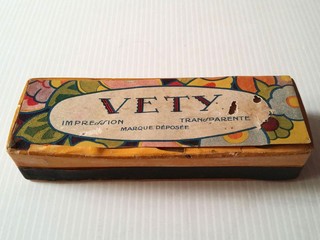 VETY
IMPRESSION TRANSPARENTE
MARQUE DÉPOSÉE